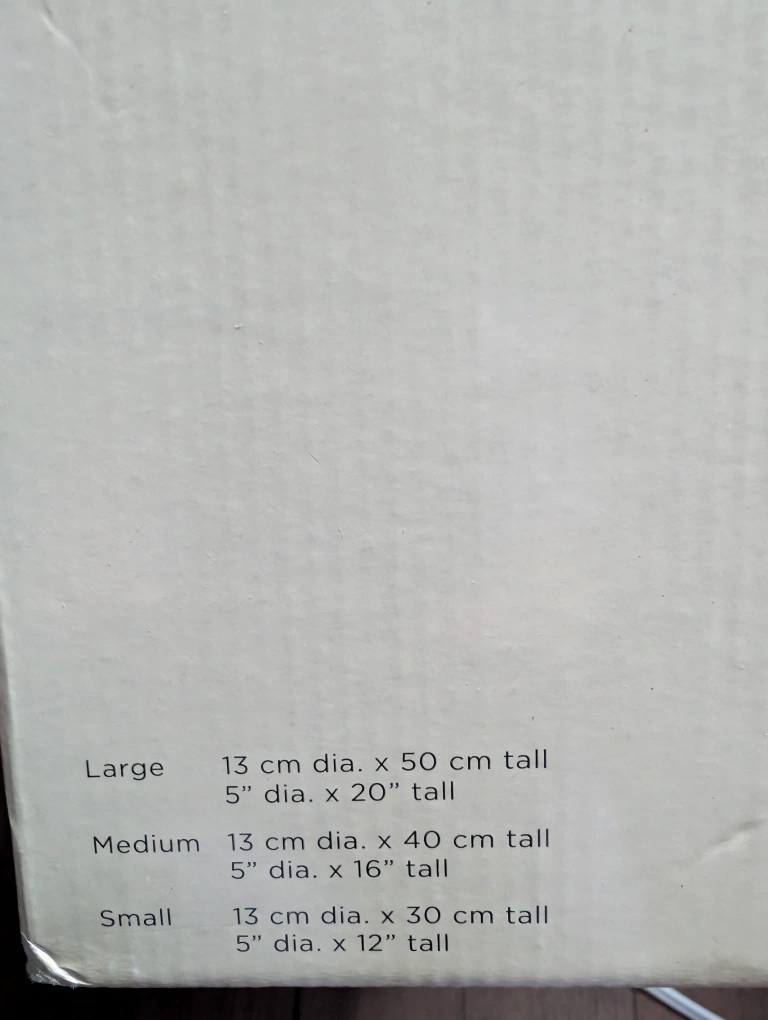 Large 13 cm dia. x 50 cm tall
5” dia. x 20” tall
Medium 13 cm dia. x 40 cm tall
5” dia. x 16” tall
Small 13 cm dia. x 30 cm tall
5” dia. x 12” tall